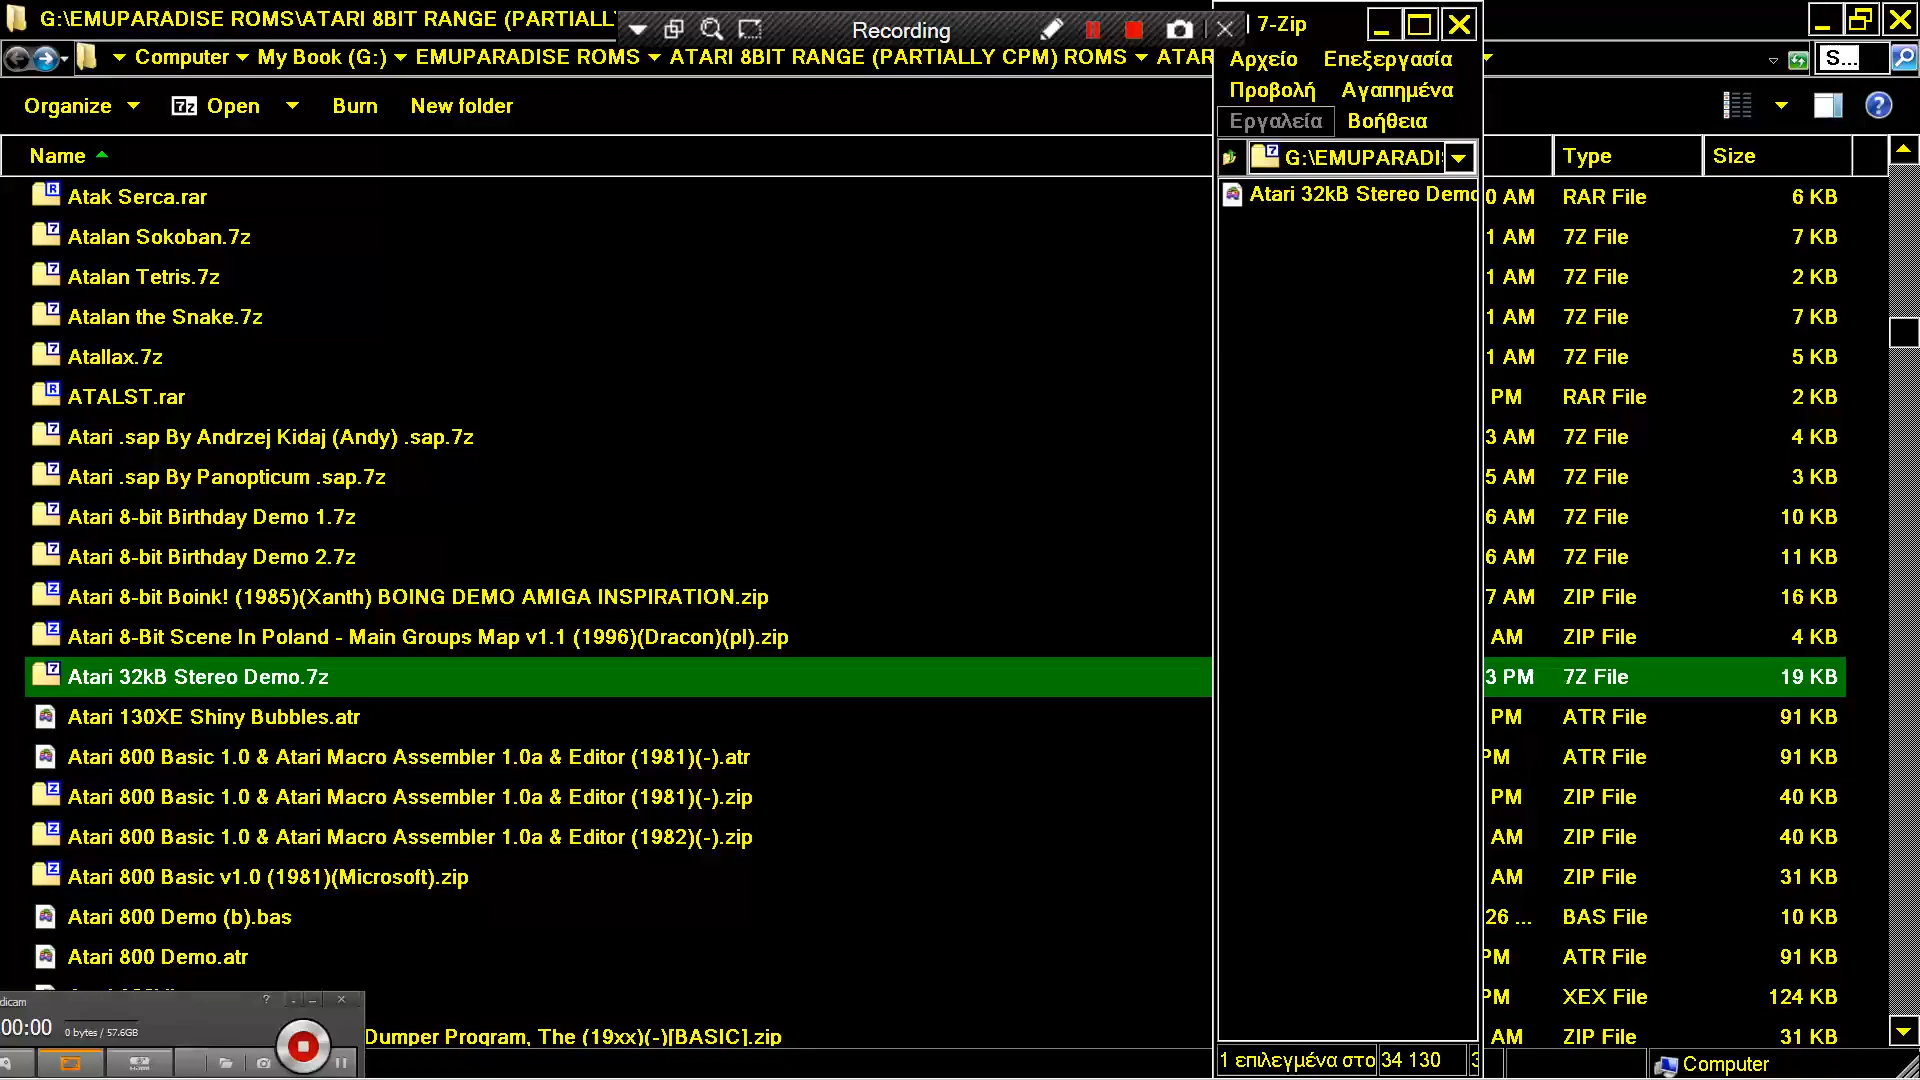 G:\EMUPARADISE ROMS\ATARI 8BIT RANGE (PARTIALLY
Recording
7-Zip
Computer My Book (G:) EMUPARADISE ROMS ATARI 8BIT RANGE (PARTIALLY CPM) ROMS ATAR
S...
Αρχείο Επεξεργασία
Προβολή Αγαπημένα
Εργαλεία Βοήθεια
Organize Open Burn New folder
Name Type Size
G:\EMUPARADI
Atari 32kB Stereo Demo
Atak Serca.rar 0 AM RAR File 6 KB
Atalan Sokoban.7z 1 AM 7Z File 7 KB
Atalan Tetris.7z 1 AM 7Z File 2 KB
Atalan the Snake.7z 1 AM 7Z File 7 KB
Atallax.7z 1 AM 7Z File 5 KB
ATALST.rar PM RAR File 2 KB
Atari .sap By Andrzej Kidaj (Andy) .sap.7z 3 AM 7Z File 4 KB
Atari .sap By Panopticum .sap.7z 5 AM 7Z File 3 KB
Atari 8-bit Birthday Demo 1.7z 6 AM 7Z File 10 KB
Atari 8-bit Birthday Demo 2.7z 6 AM 7Z File 11 KB
Atari 8-bit Boink! (1985)(Xanth) BOING DEMO AMIGA INSPIRATION.zip 7 AM ZIP File 16 KB
Atari 8-Bit Scene In Poland - Main Groups Map v1.1 (1996)(Dracon)(pl).zip AM ZIP File 4 KB
Atari 32kB Stereo Demo.7z 3 PM 7Z File 19 KB
Atari 130XE Shiny Bubbles.atr PM ATR File 91 KB
Atari 800 Basic 1.0 & Atari Macro Assembler 1.0a & Editor (1981)(-).atr PM ATR File 91 KB
Atari 800 Basic 1.0 & Atari Macro Assembler 1.0a & Editor (1981)(-).zip PM ZIP File 40 KB
Atari 800 Basic 1.0 & Atari Macro Assembler 1.0a & Editor (1982)(-).zip AM ZIP File 40 KB
Atari 800 Basic v1.0 (1981)(Microsoft).zip AM ZIP File 31 KB
Atari 800 Demo (b).bas 26 ... BAS File 10 KB
Atari 800 Demo.atr PM ATR File 91 KB
PM XEX File 124 KB
Dumper Program, The (19xx)(-)[BASIC].zip AM ZIP File 31 KB
dicam
00:00 0 bytes / 57.6GB
1 επιλεγμένα στο 34 130
Computer